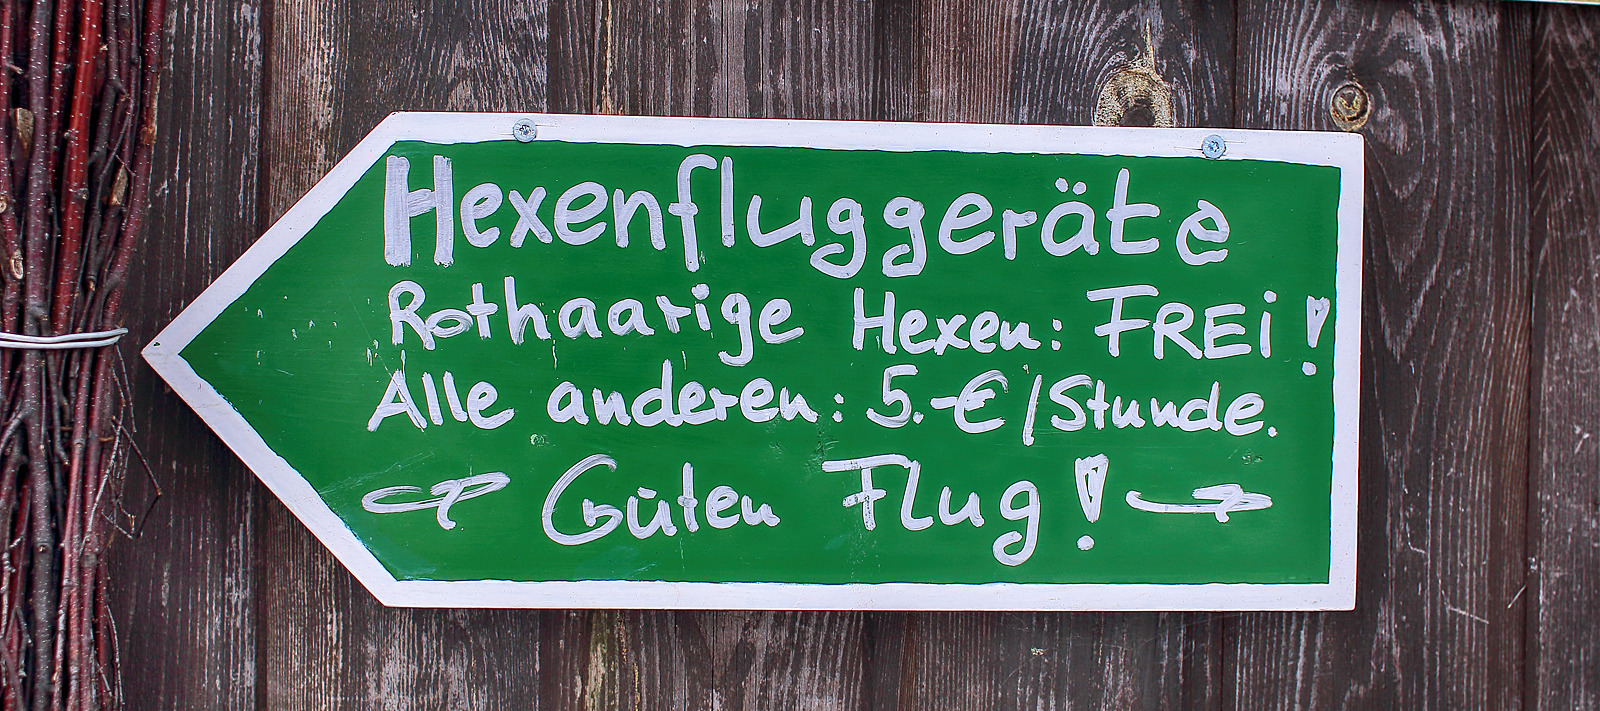 Hexenfluggeräte
Rothaarige Hexen: FREi!
Alle anderen: 5.-€/Stunde.
Guten Flug!